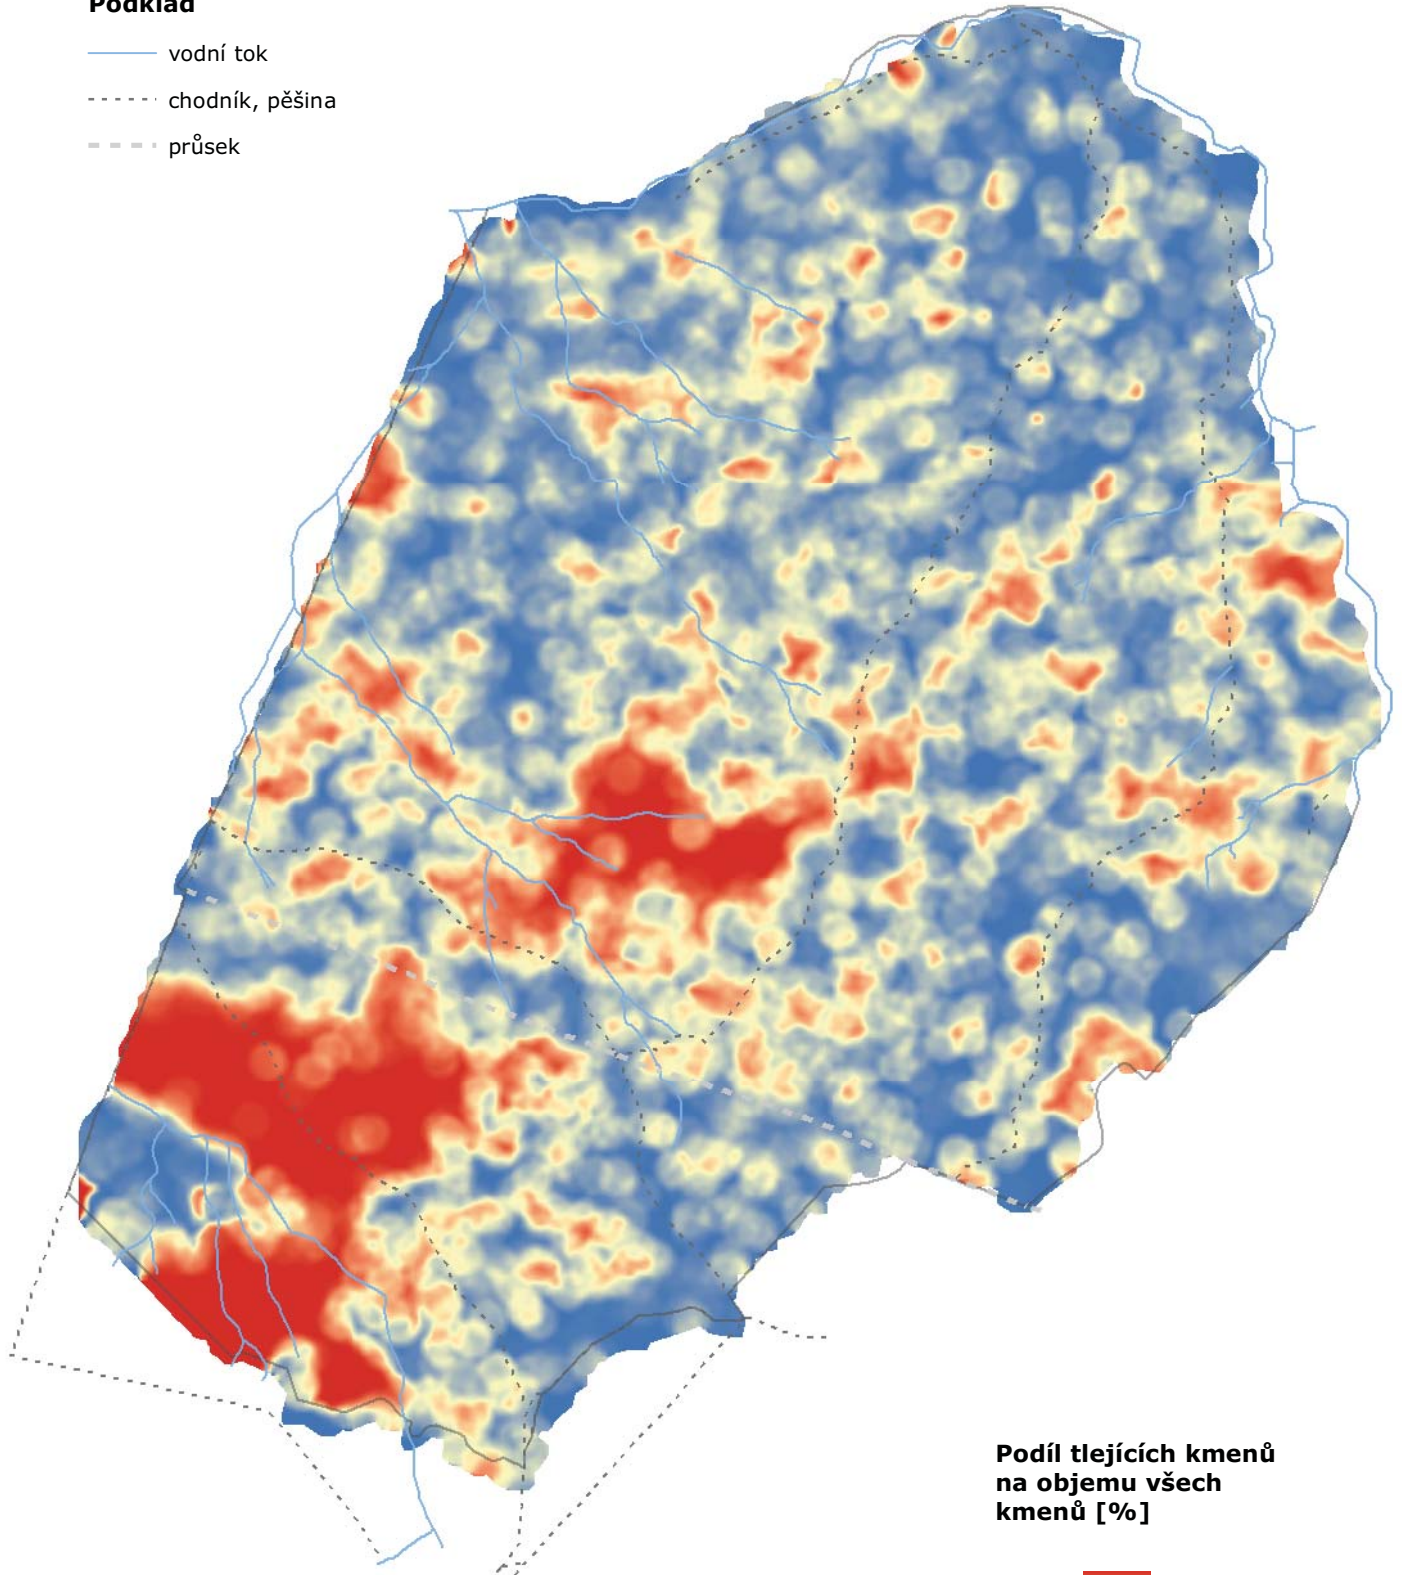 Podklad
vodní tok
chodník, pěšina
průsek
Podíl tlejících kmenů
na objemu všech
kmenů [%]